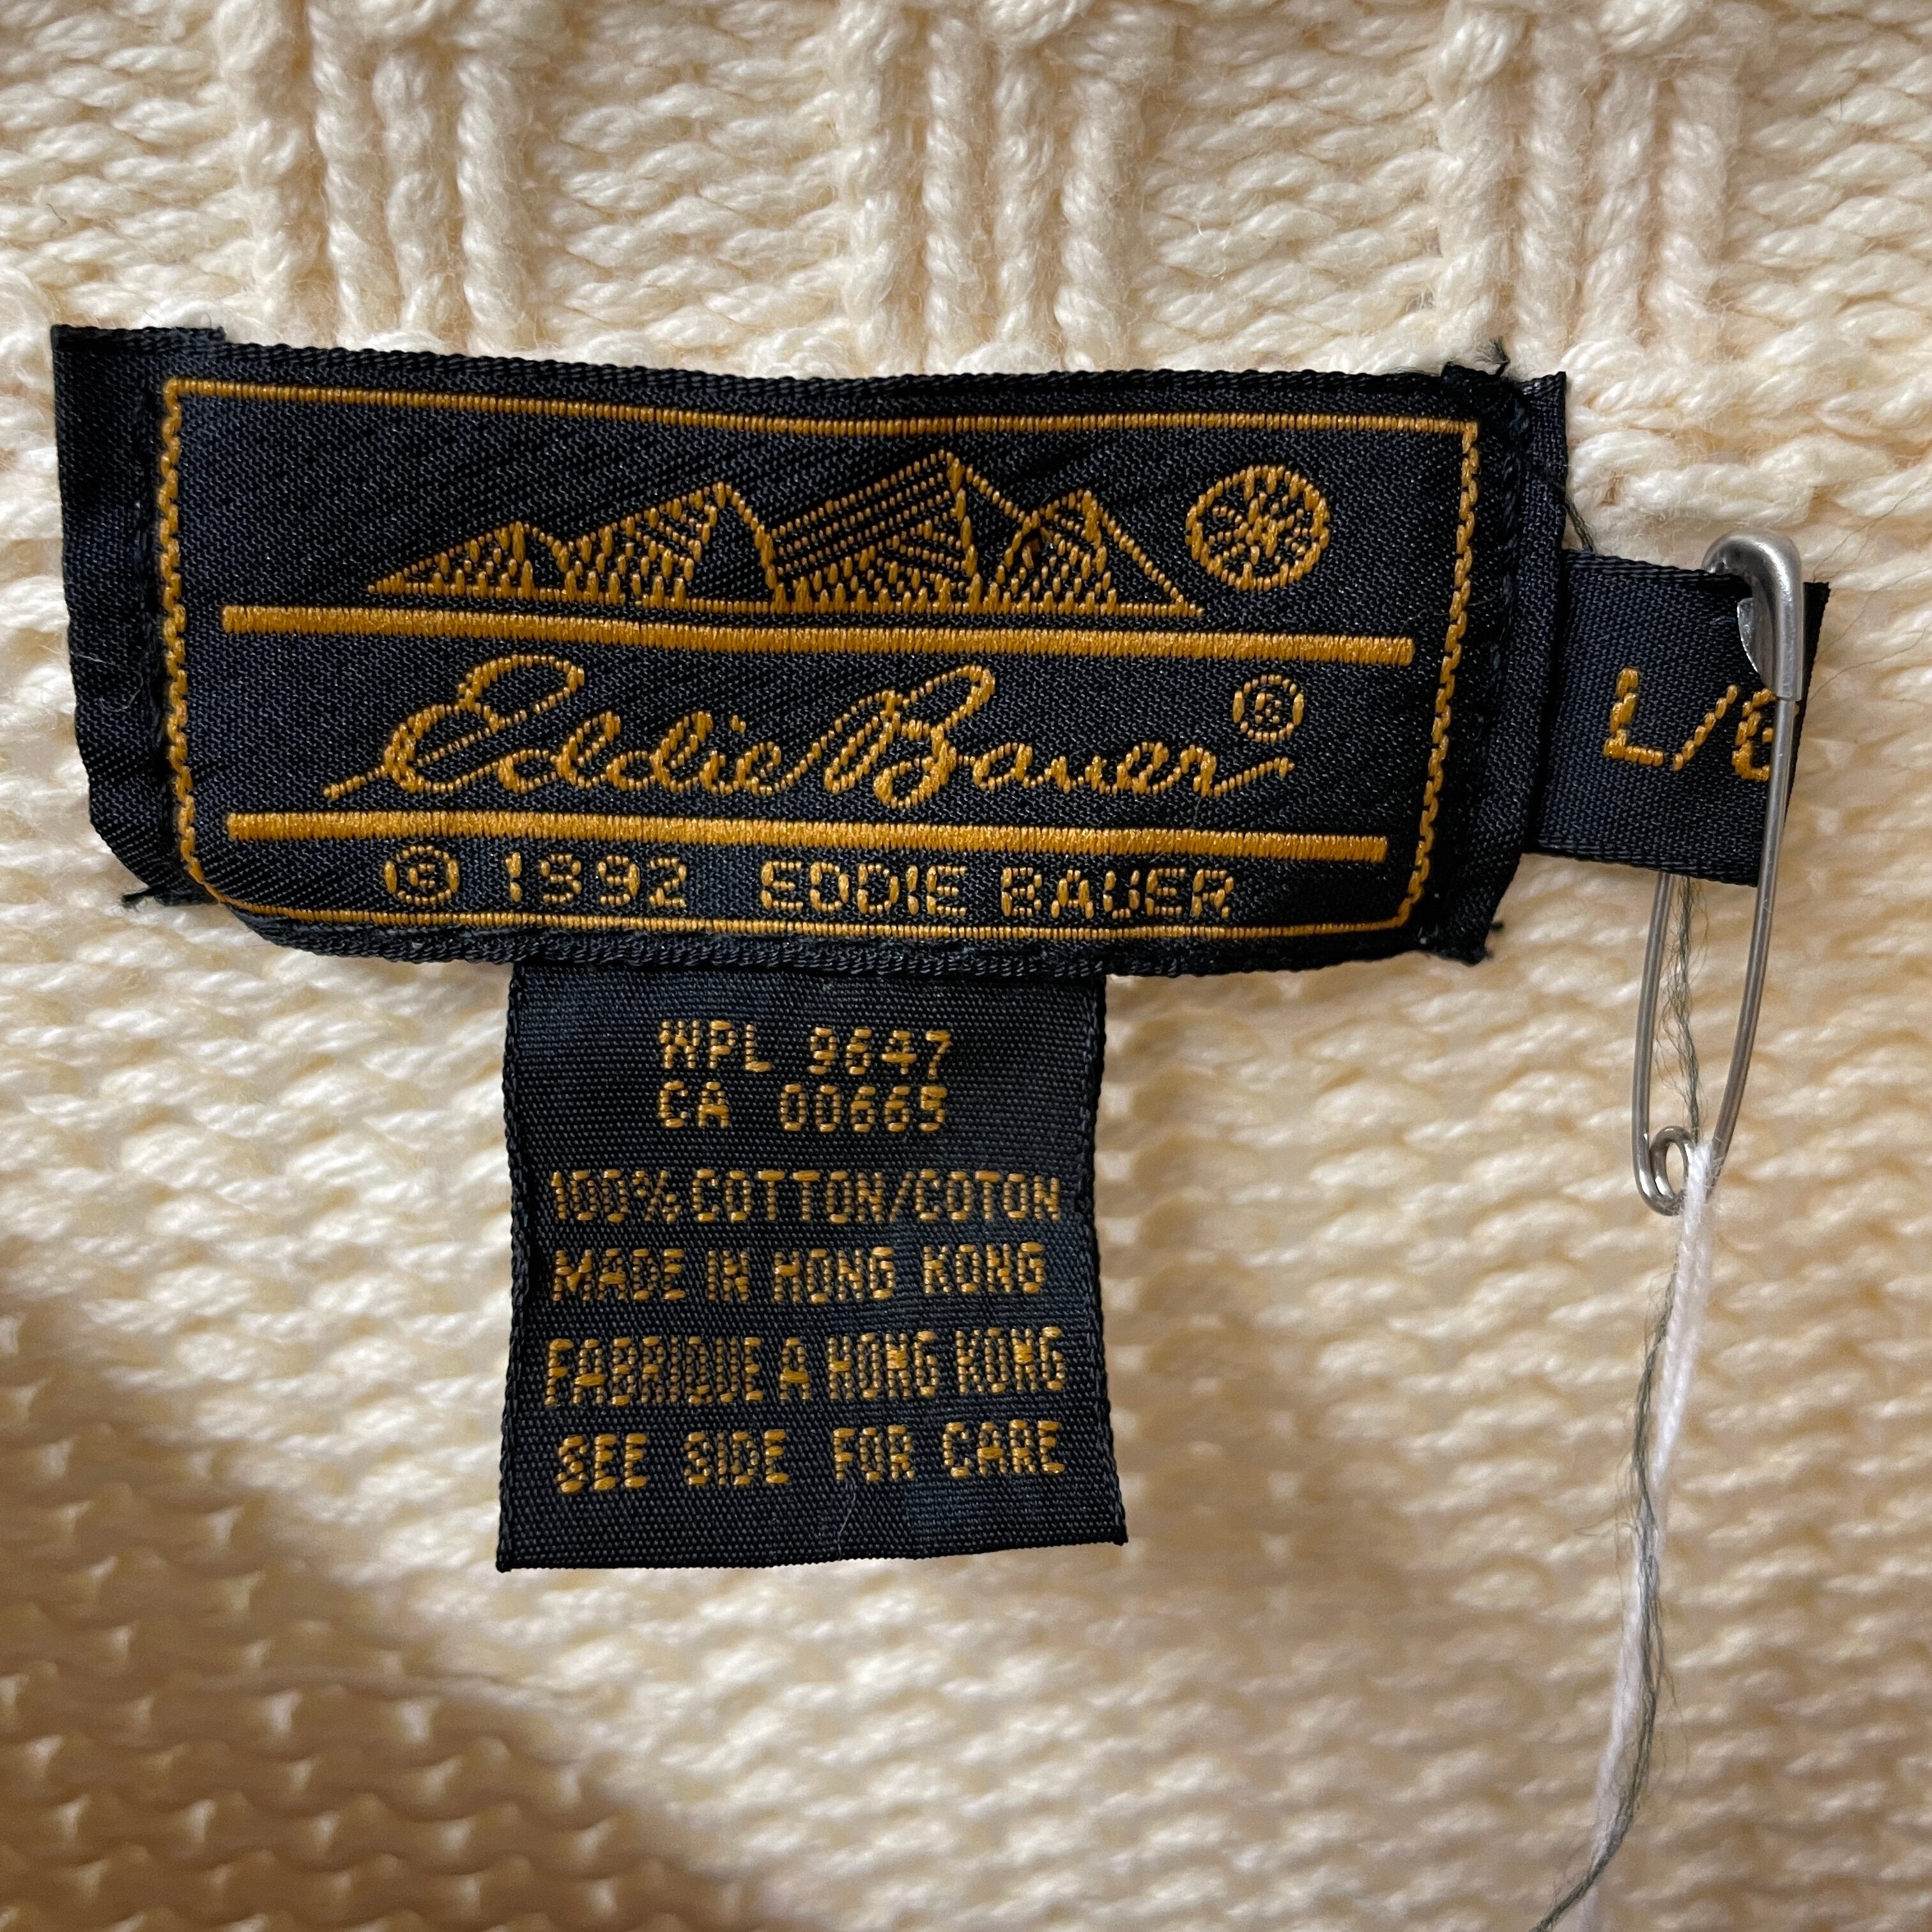 Eddie Bauer ®
© 1992 EDDIE BAUER
L/G
WPL 9647
CA 00665
100% COTTON/COTON
MADE IN HONG KONG
FABRIQUE A HONG KONG
SEE SIDE FOR CARE